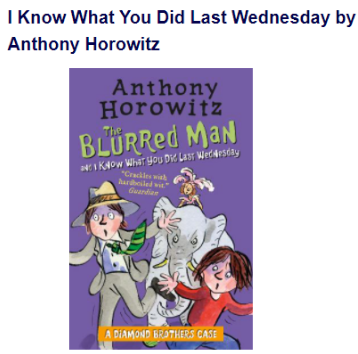 I Know What You Did Last Wednesday by
Anthony Horowitz
Anthony
Horowitz
The
BLURRed MaN
aNd I KNoW WHaT You DiD LaST WedNesday
"Crackles with
hardboiled wit."
Guardian
A DIAMOND BROTHERS CASE